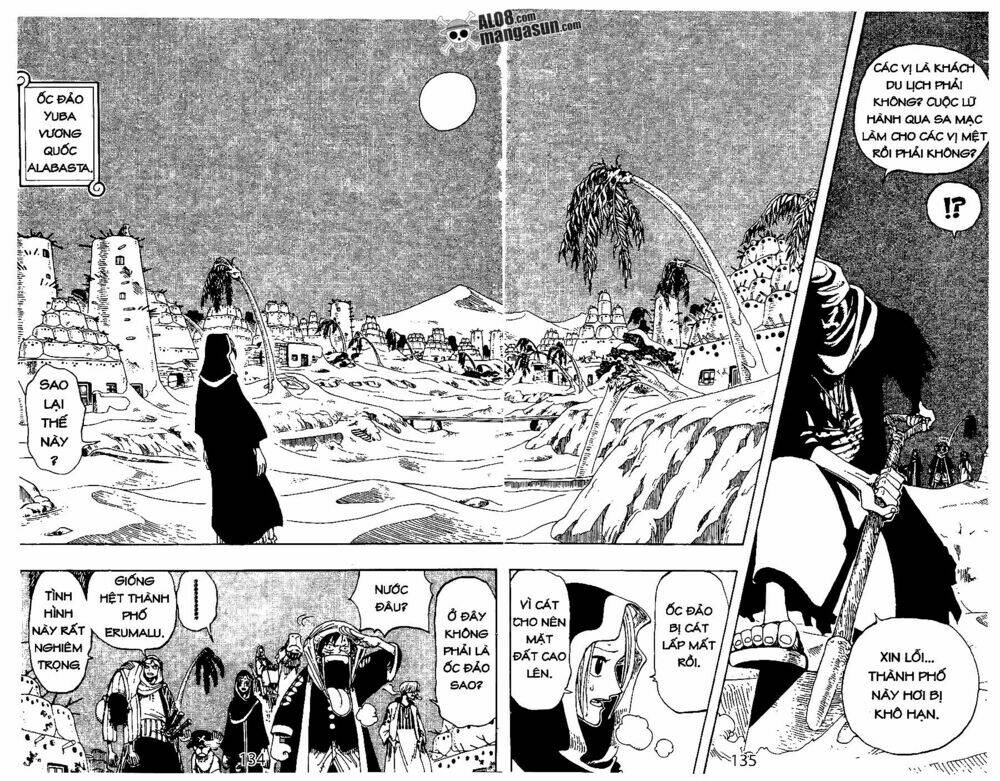 AL08.com
mangasun.com
ỐC ĐẢO
YUBA
VƯƠNG
QUỐC
ALABASTA.
SAO
LẠI
THẾ
NÀY
?
TÌNH
HÌNH
NÀY RẤT
NGHIÊM
TRỌNG.
GIỐNG
HỆT THÀNH
PHỐ
ERUMALU.
NƯỚC
ĐÂU?
Ở ĐÂY
KHÔNG
PHẢI LÀ
ỐC ĐẢO
SAO?
134
VÌ CÁT
CHO NÊN
MẶT
ĐẤT CAO
LÊN.
ỐC ĐẢO
BỊ CÁT
LẤP MẤT
RỒI.
CÁC VỊ LÀ KHÁCH
DU LỊCH PHẢI
KHÔNG? CUỘC LỮ
HÀNH QUA SA MẠC
LÀM CHO CÁC VỊ MỆT
RỒI PHẢI KHÔNG?
!?
XIN LỖI...
THÀNH PHỐ
NÀY HƠI BỊ
KHÔ HẠN.
135